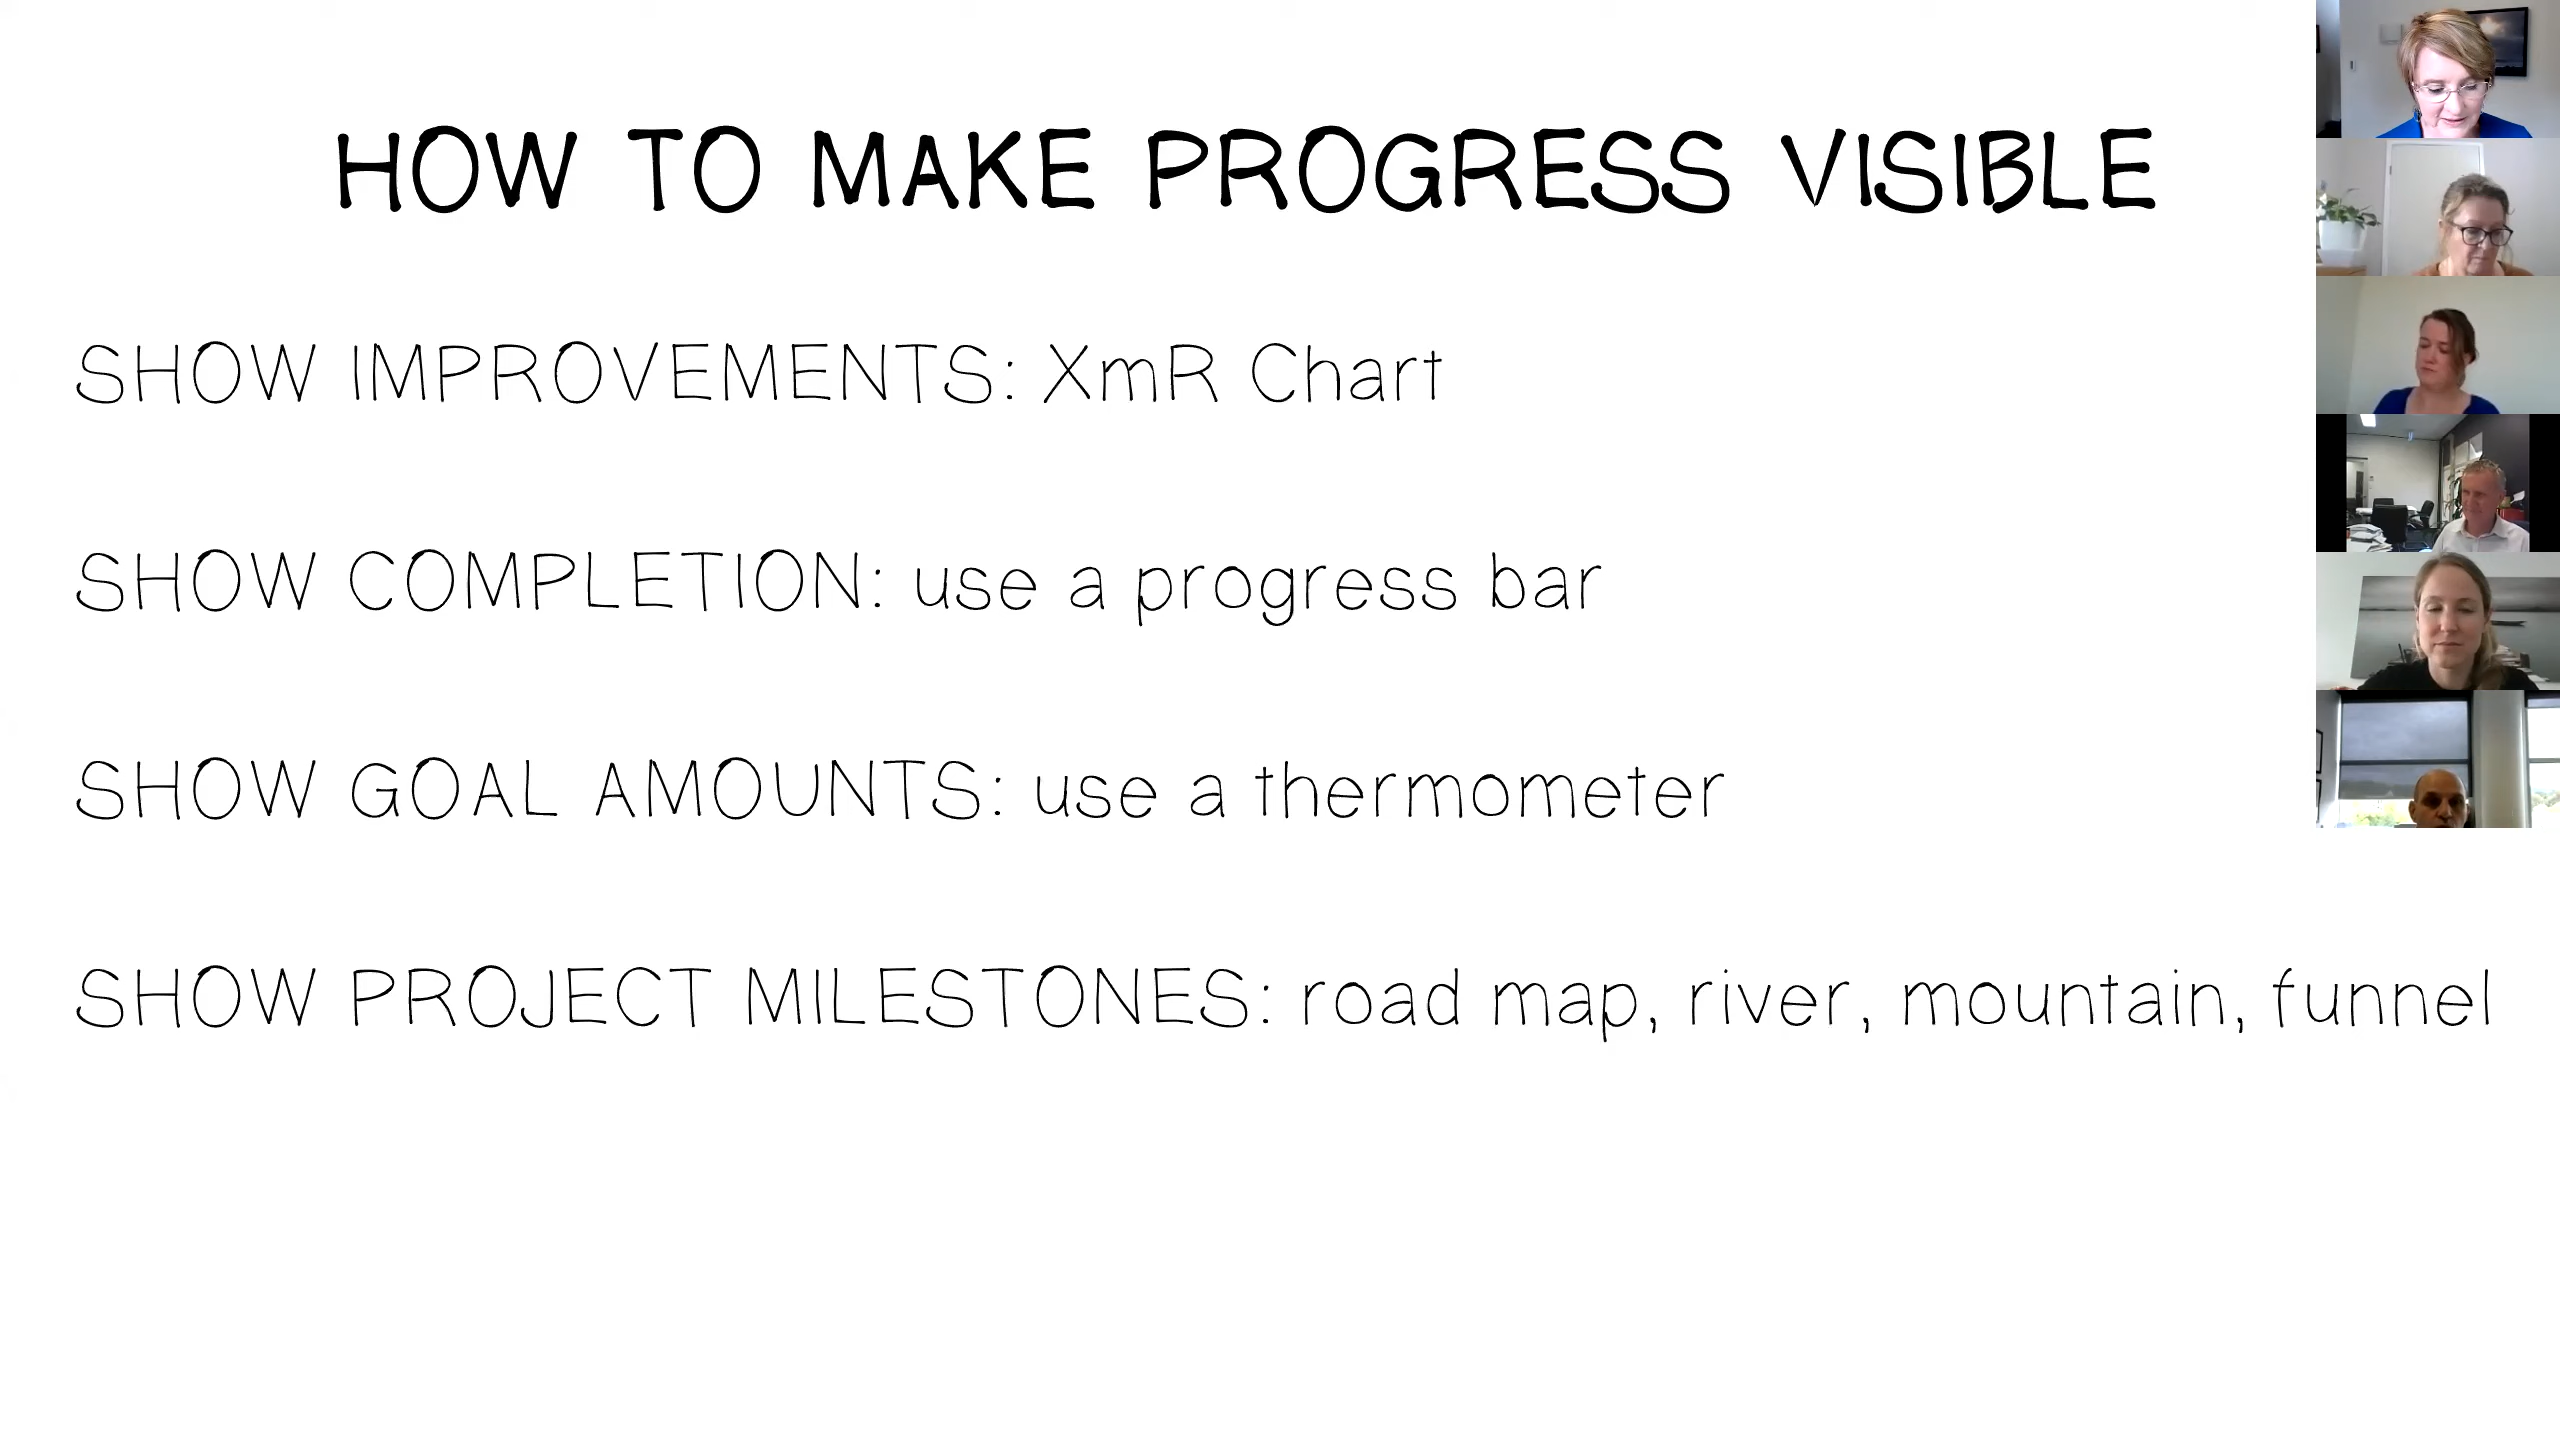 HOW TO MAKE PROGRESS VISIBLE
SHOW IMPROVEMENTS: XmR Chart
SHOW COMPLETION: use a progress bar
SHOW GOAL AMOUNTS: use a thermometer
SHOW PROJECT MILESTONES: road map, river, mountain, funnel